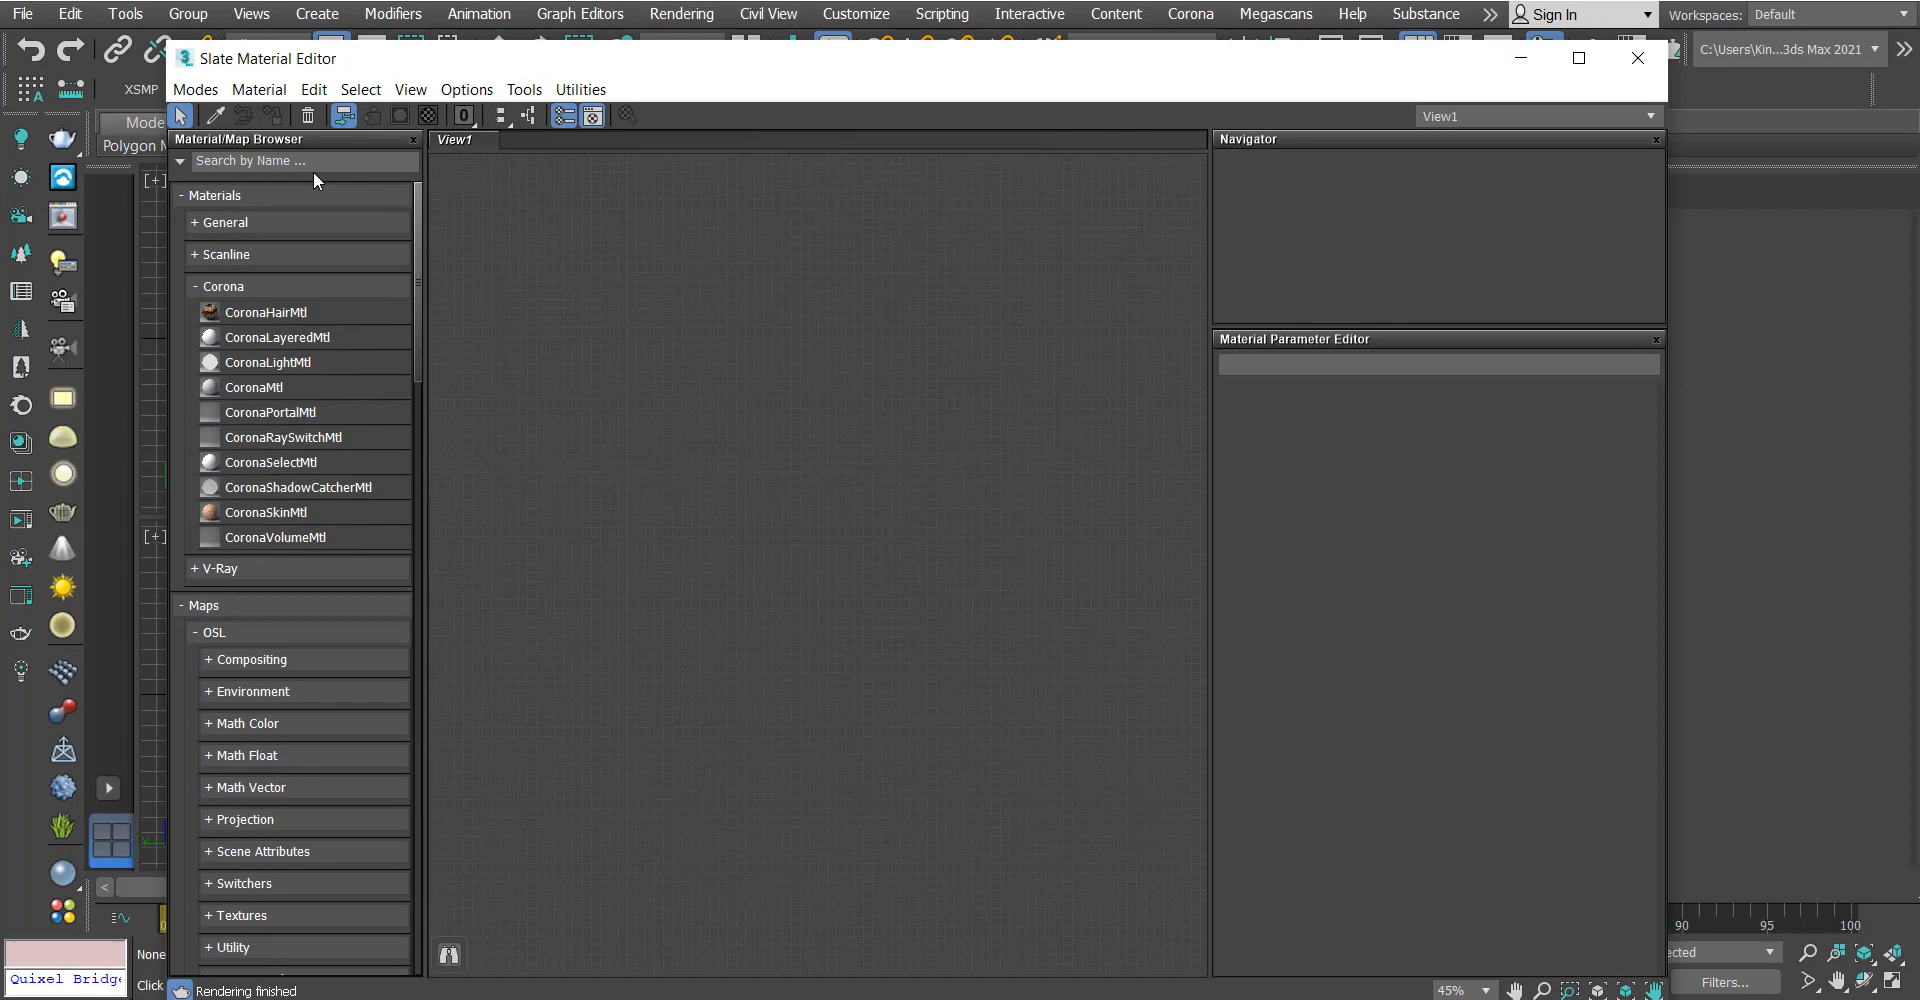 File Edit Tools Group Views Create Modifiers Animation Graph Editors Rendering Civil View Customize Scripting Interactive Content Corona Megascans Help Substance Sign In Workspaces: Default
C:\Users\Kin...3ds Max 2021
Slate Material Editor
XSMP
Modes Material Edit Select View Options Tools Utilities
0
View1
Mode
Polygon M
Material/Map Browser
View1
Navigator
Search by Name ...
[+]
- Materials
+ General
+ Scanline
- Corona
CoronaHairMtl
CoronaLayeredMtl
Material Parameter Editor
CoronaLightMtl
CoronaMtl
CoronaPortalMtl
CoronaRaySwitchMtl
CoronaSelectMtl
CoronaShadowCatcherMtl
CoronaSkinMtl
CoronaVolumeMtl
[+]
+ V-Ray
- Maps
- OSL
+ Compositing
+ Environment
+ Math Color
+ Math Float
+ Math Vector
+ Projection
+ Scene Attributes
+ Switchers
+ Textures
+ Utility
90 95 100
None
ected
Quixel Bridge
Click
Filters...
Rendering finished
45%